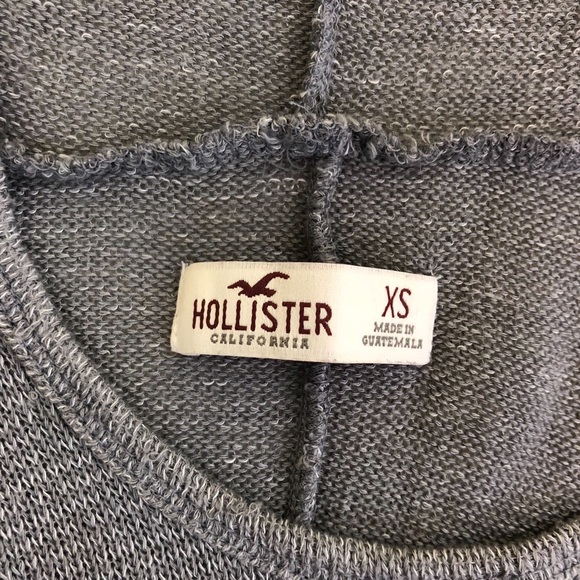 HOLLISTER
CALIFORNIA
XS
MADE IN
GUATEMALA